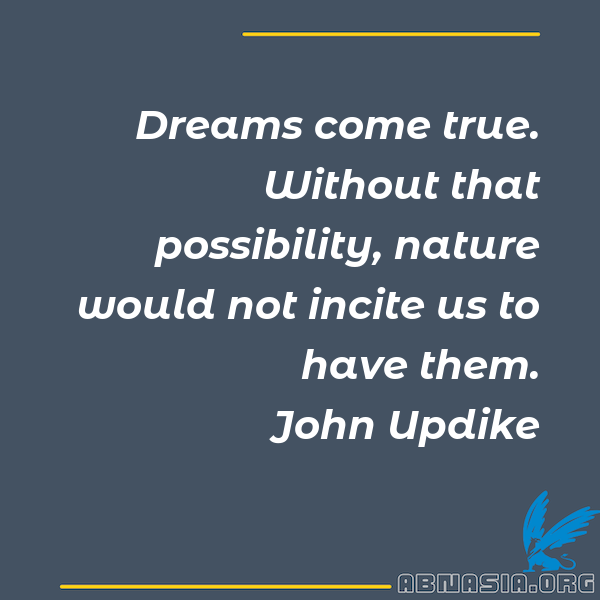 Dreams come true.
Without that
possibility, nature
would not incite us to
have them.
John Updike
ABNASIA.ORG